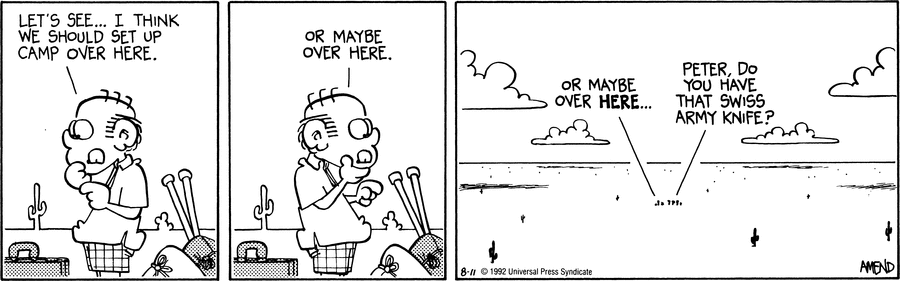 LET'S SEE... I THINK
WE SHOULD SET UP
CAMP OVER HERE.
OR MAYBE
OVER HERE.
OR MAYBE
OVER HERE...
PETER, DO
YOU HAVE
THAT SWISS
ARMY KNIFE?
8-11 © 1992 Universal Press Syndicate
AMEND